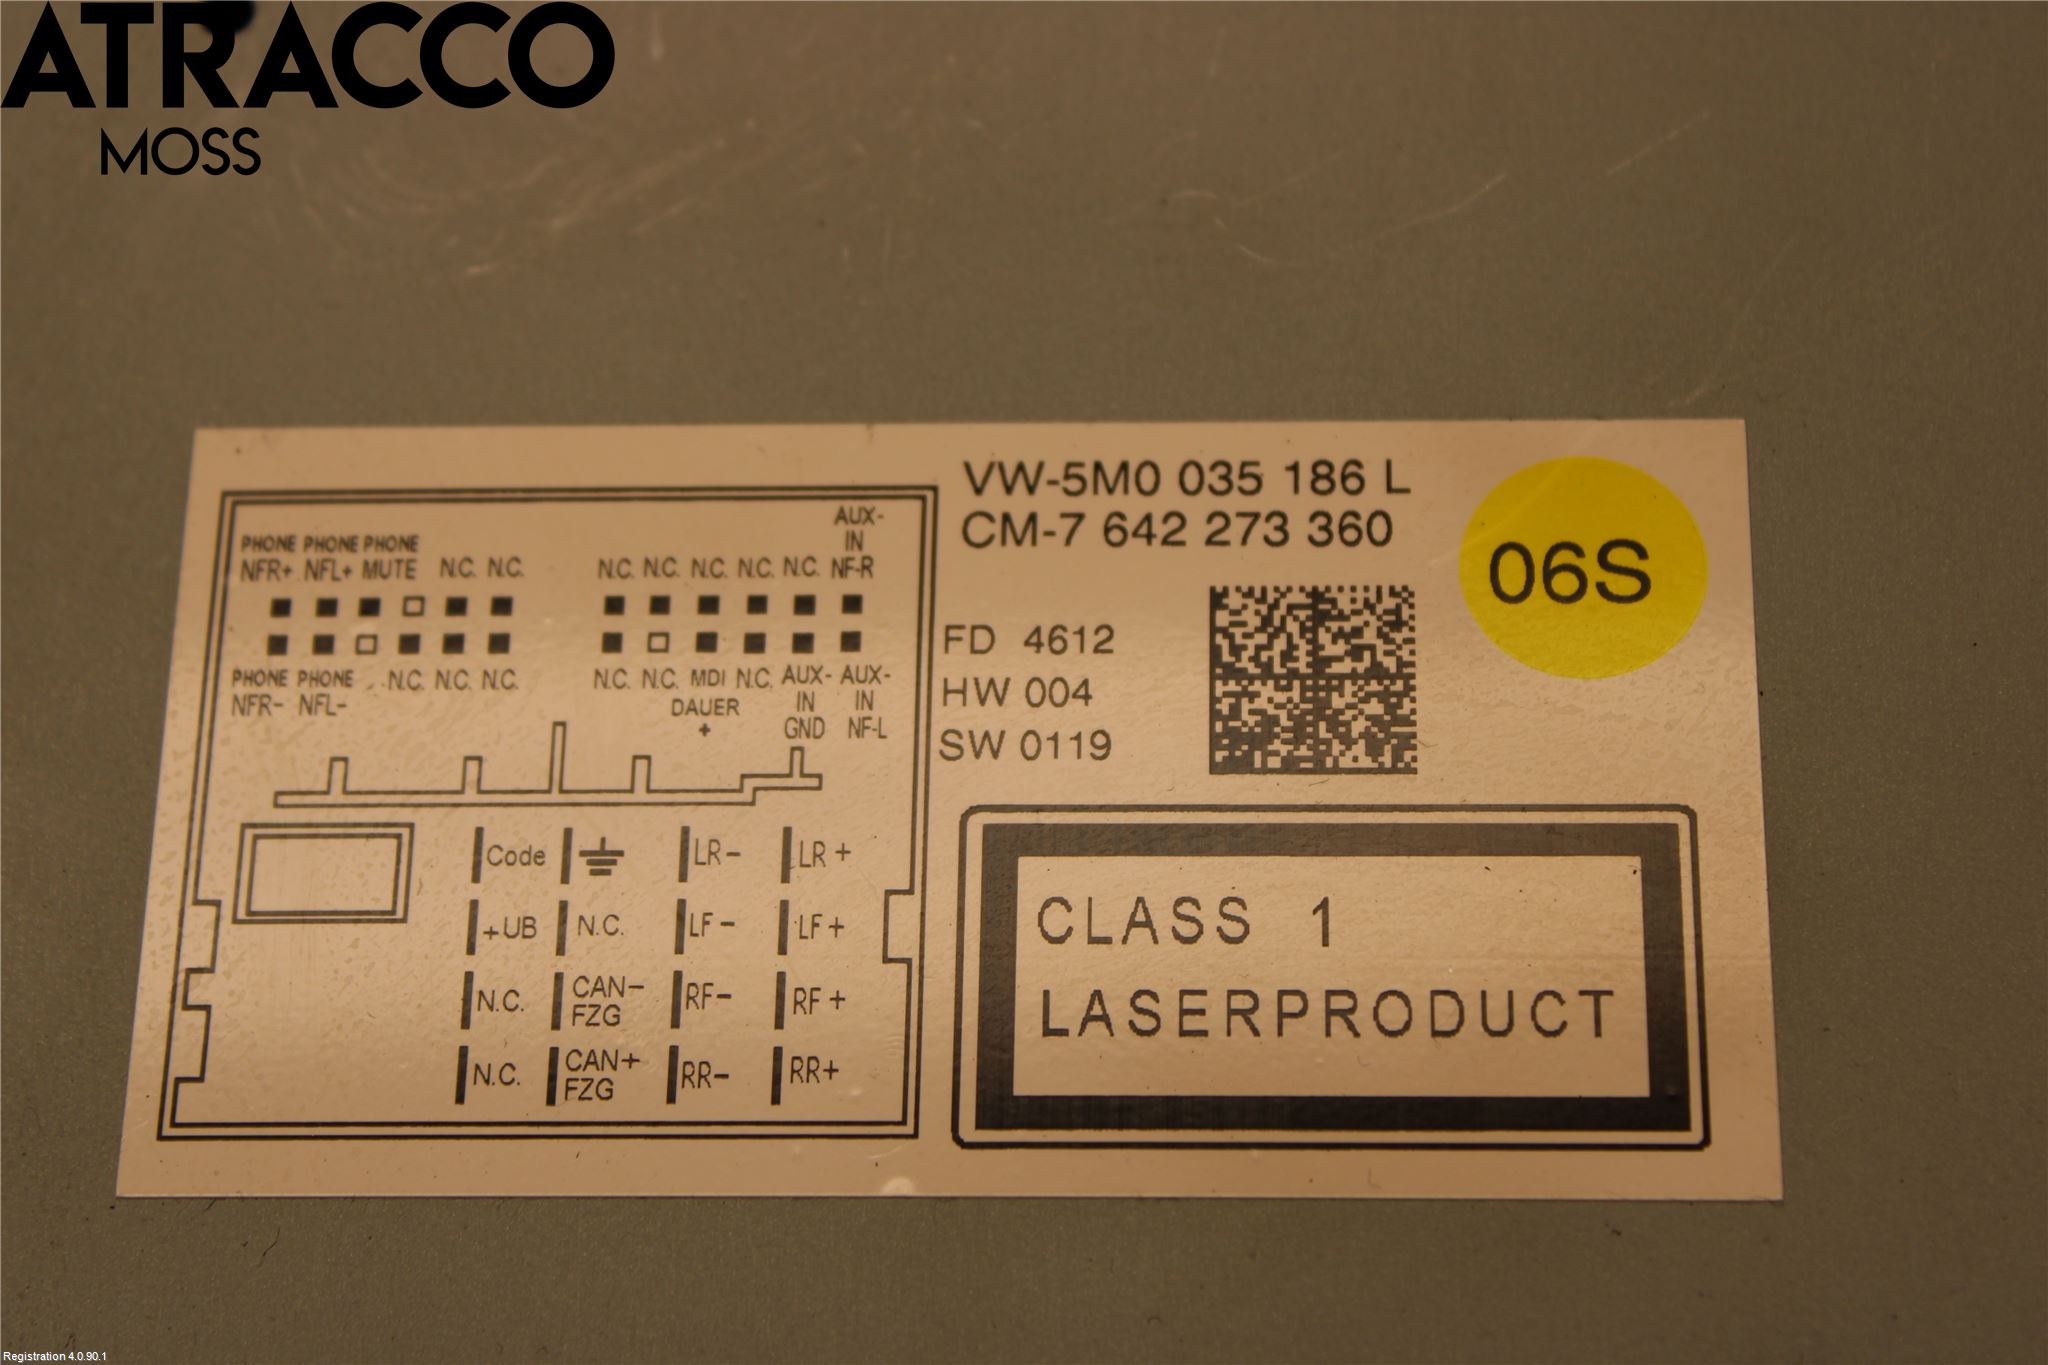 ATRACCO
MOSS
VW-5M0 035 186 L
CM-7 642 273 360
06S
FD 4612
HW 004
SW 0119
AUX-
PHONE PHONE PHONE IN
NFR+ NFL+ MUTE N.C. N.C. N.C. N.C. N.C. N.C. N.C. NF-R
PHONE PHONE N.C. N.C. N.C. N.C. N.C. MDI N.C. AUX- AUX-
NFR- NFL- DAUER IN IN
+ GND NF-L
Code LR- LR+
+UB N.C. LF- LF+
N.C. CAN- RF- RF+
FZG
N.C. CAN+ RR- RR+
FZG
CLASS 1
LASERPRODUCT
Registration 4.0.90.1